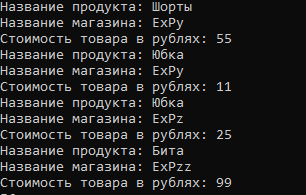 Название продукта: Шорты
Название магазина: ExPy
Стоимость товара в рублях: 55
Название продукта: Юбка
Название магазина: ExPy
Стоимость товара в рублях: 11
Название продукта: Юбка
Название магазина: ExPz
Стоимость товара в рублях: 25
Название продукта: Бита
Название магазина: ExPzz
Стоимость товара в рублях: 99